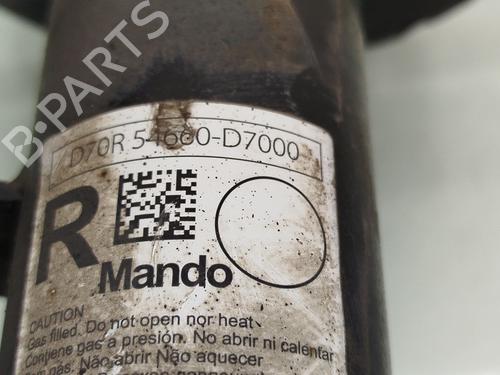 B-PARTS
D70R 54660-D7000
R
Mando
CAUTION
Gas filled. Do not open nor heat
Contiene gas a presión. No abrir ni calentar
nás: Não abrir Não aquecer